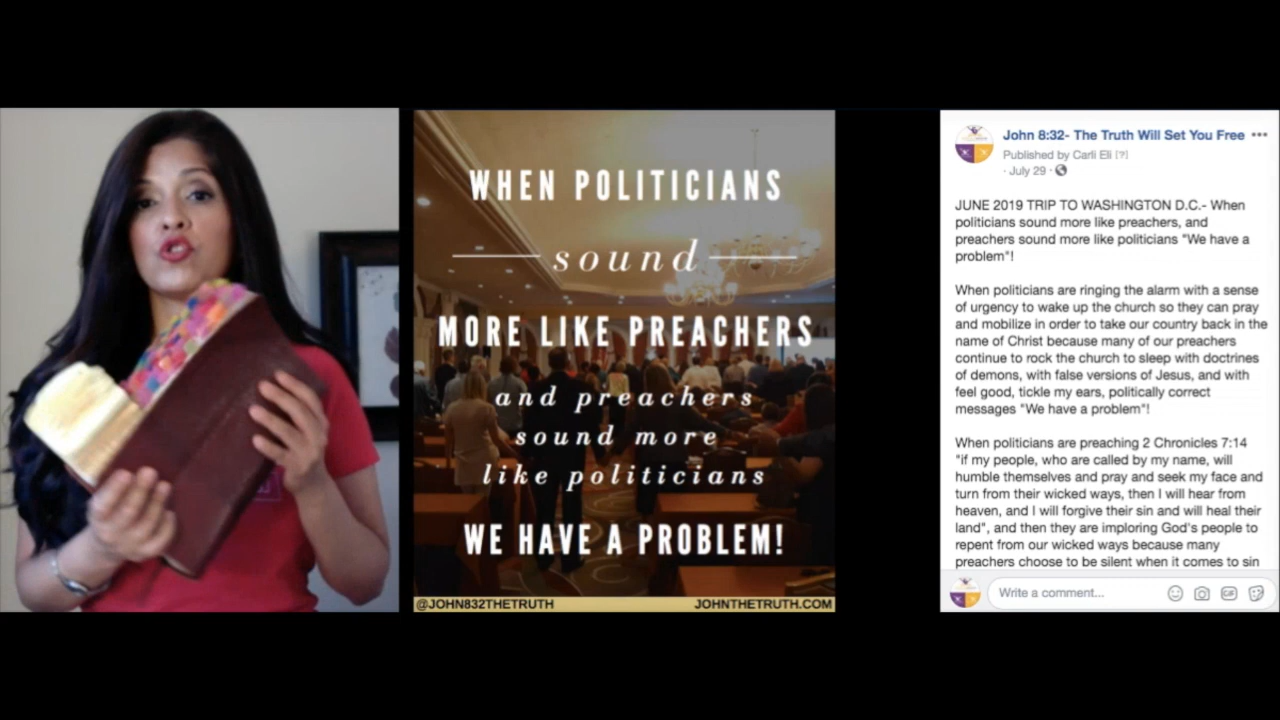 WHEN POLITICIANS
sound
MORE LIKE PREACHERS
and preachers
sound more
like politicians
WE HAVE A PROBLEM!
@JOHN832THETRUTH JOHNTHETRUTH.COM
John 8:32- The Truth Will Set You Free
Published by Carli Eli [?]
· July 29 ·
JUNE 2019 TRIP TO WASHINGTON D.C.- When
politicians sound more like preachers, and
preachers sound more like politicians "We have a
problem"!
When politicians are ringing the alarm with a sense
of urgency to wake up the church so they can pray
and mobilize in order to take our country back in the
name of Christ because many of our preachers
continue to rock the church to sleep with doctrines
of demons, with false versions of Jesus, and with
feel good, tickle my ears, politically correct
messages "We have a problem"!
When politicians are preaching 2 Chronicles 7:14
"if my people, who are called by my name, will
humble themselves and pray and seek my face and
turn from their wicked ways, then I will hear from
heaven, and I will forgive their sin and will heal their
land", and then they are imploring God's people to
repent from our wicked ways because many
preachers choose to be silent when it comes to sin
Write a comment...
GIF